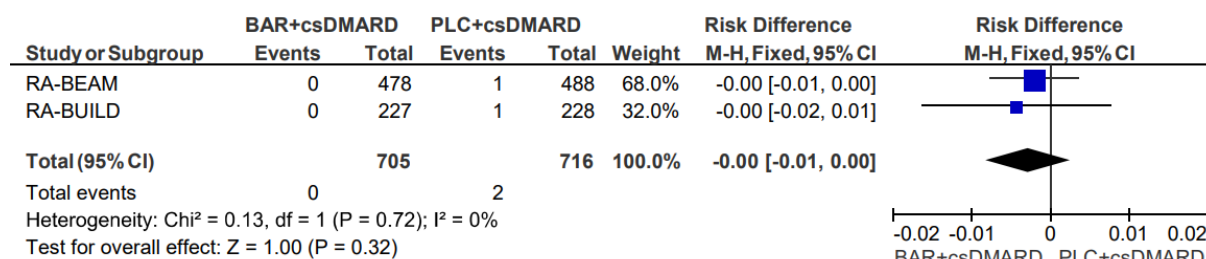 BAR+csDMARD PLC+csDMARD Risk Difference Risk Difference
Study or Subgroup Events Total Events Total Weight M-H, Fixed, 95% CI M-H, Fixed, 95% CI
RA-BEAM 0 478 1 488 68.0% -0.00 [-0.01, 0.00]
RA-BUILD 0 227 1 228 32.0% -0.00 [-0.02, 0.01]
Total (95% CI) 705 716 100.0% -0.00 [-0.01, 0.00]
Total events 0 2
Heterogeneity: Chi² = 0.13, df = 1 (P = 0.72); I² = 0%
Test for overall effect: Z = 1.00 (P = 0.32)
-0.02 -0.01 0 0.01 0.02
BAR+csDMARD PLC+csDMARD